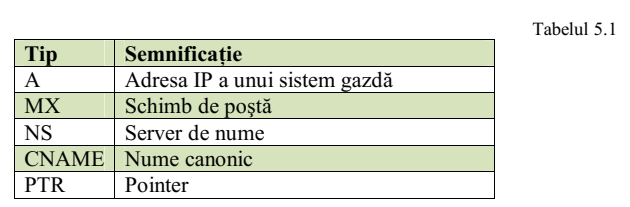 Tabelul 5.1
Tip Semnificație
A Adresa IP a unui sistem gazdă
MX Schimb de poştă
NS Server de nume
CNAME Nume canonic
PTR Pointer